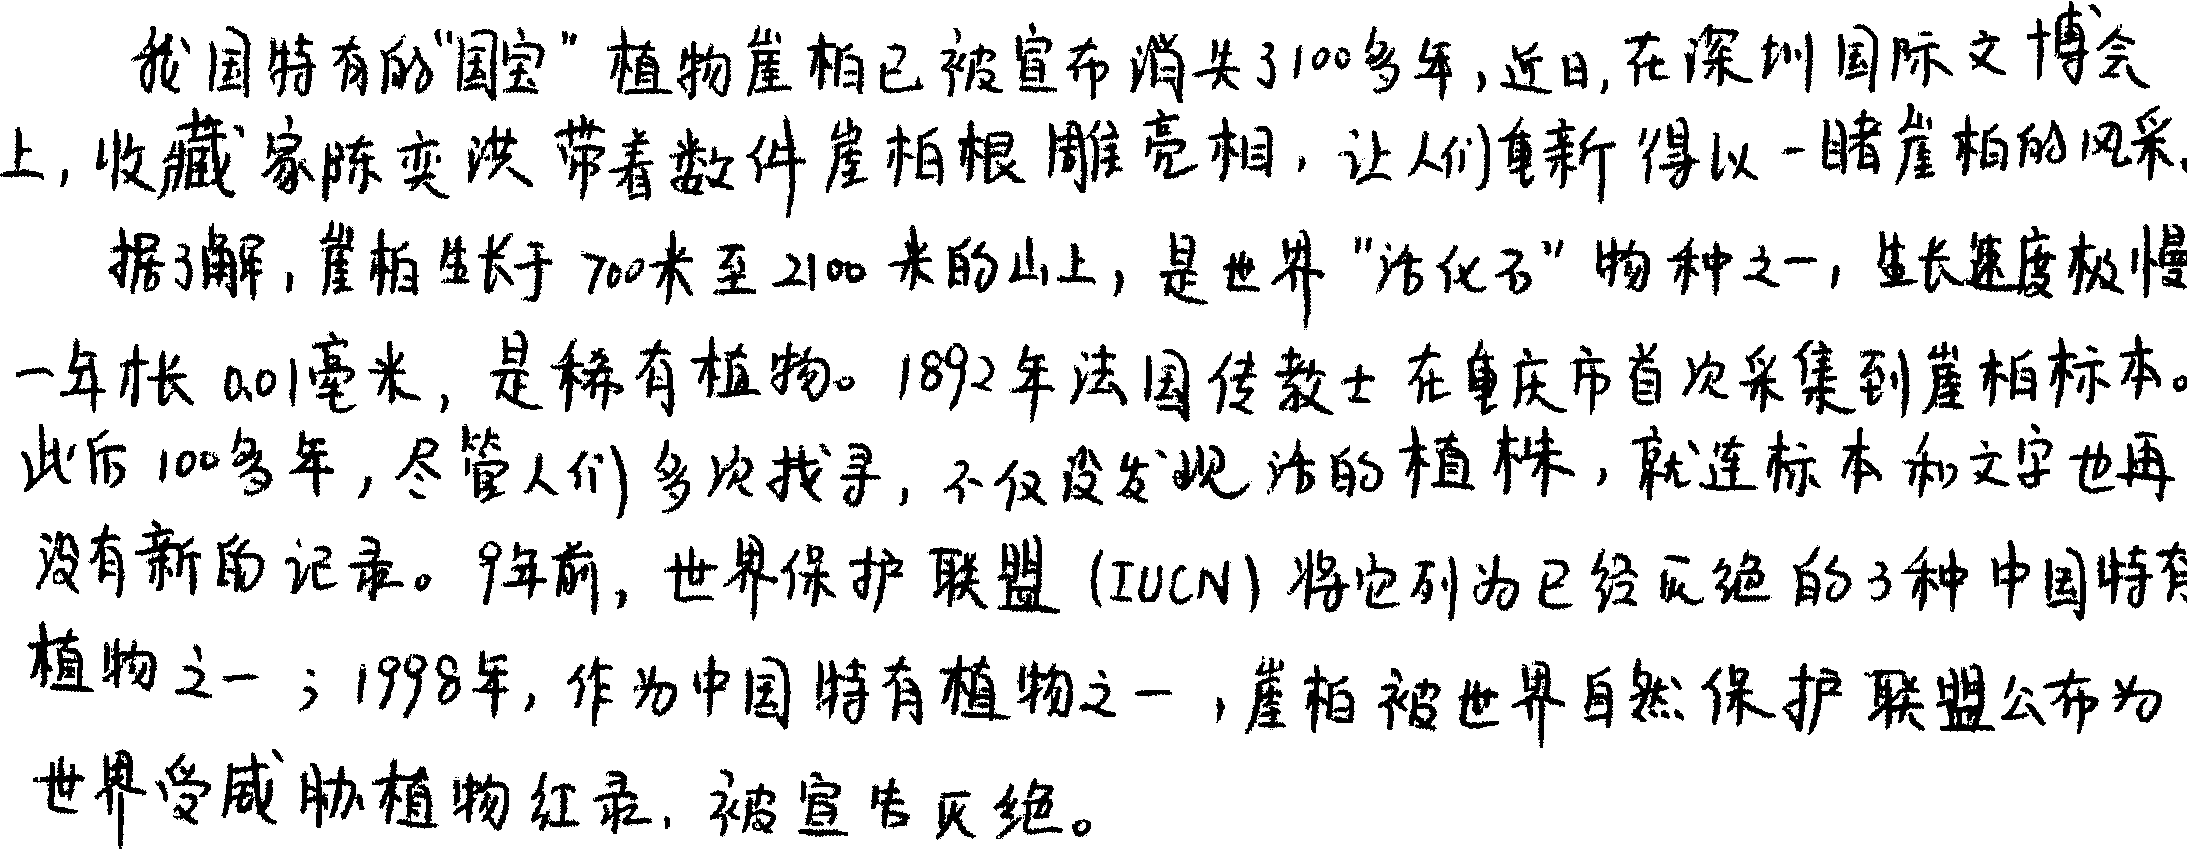 我国特有的“国宝”植物崖柏已被宣布消失了100多年,近日,在深圳国际文博会
上,收藏家陈奕洪带着数件崖柏根雕亮相,让人们重新得以一睹崖柏的风采.
据了解,崖柏生长于700米至2100米的山上,是世界“活化石”物种之一,生长速度极慢
一年才长0.01毫米,是稀有植物。1892年法国传教士在重庆市首次采集到崖柏标本。
此后100多年,尽管人们多次找寻,不仅没发现活的植株,就连标本和文字也再
没有新的记录。9年前,世界保护联盟(IUCN)将它列为已经灭绝的3种中国特有
植物之一;1998年,作为中国特有植物之一,崖柏被世界自然保护联盟公布为
世界受威胁植物红录,被宣告灭绝。